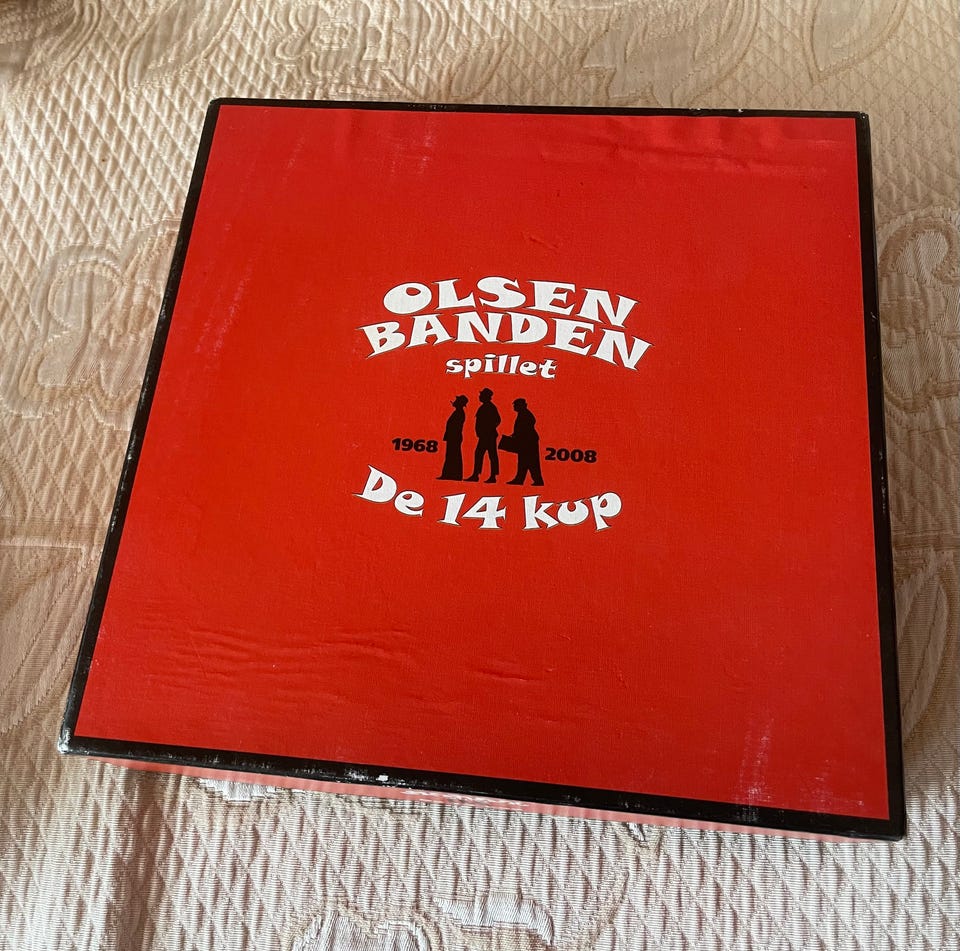 OLSEN
BANDEN
spillet
1968 2008
De 14 kup